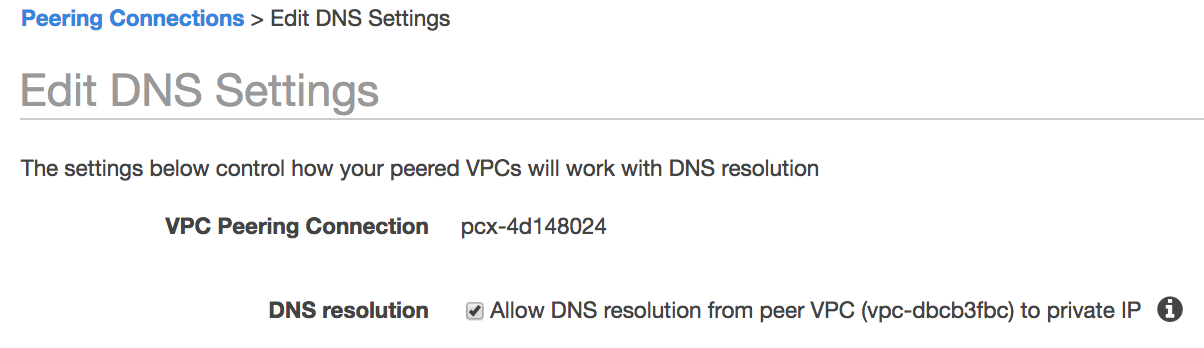 Peering Connections > Edit DNS Settings
Edit DNS Settings
The settings below control how your peered VPCs will work with DNS resolution
VPC Peering Connection pcx-4d148024
DNS resolution Allow DNS resolution from peer VPC (vpc-dbcb3fbc) to private IP